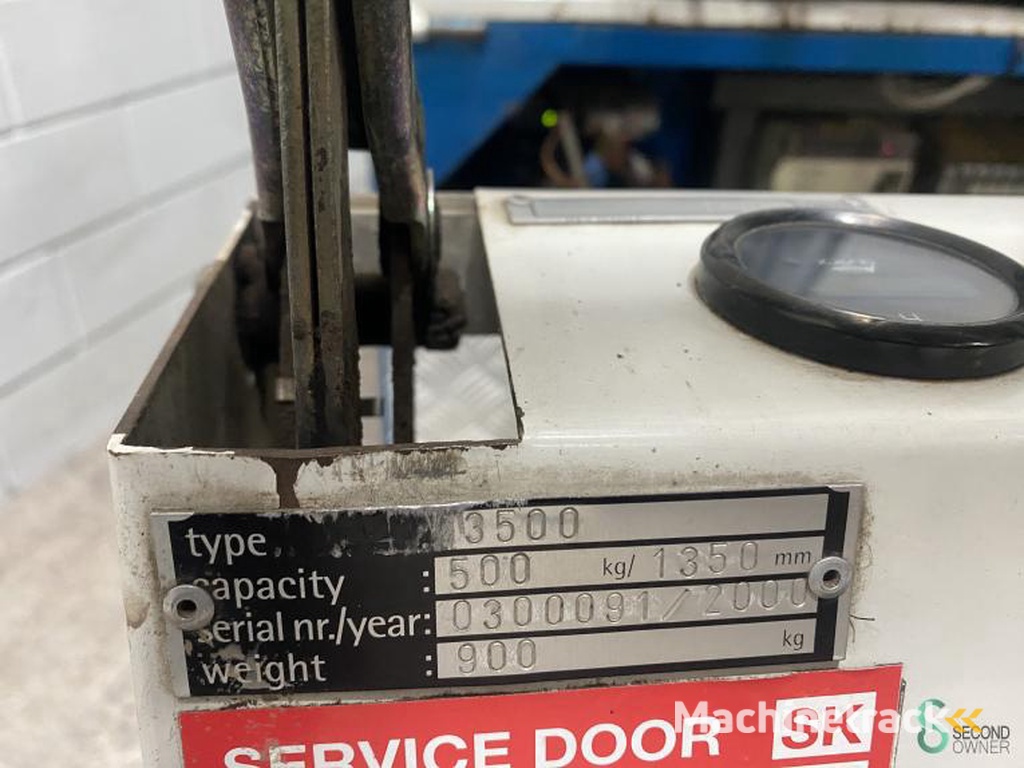 type 3500
capacity : 500 kg/ 1350 mm
serial nr./year: 0300091/2000
weight : 900 kg
SERVICE DOOR SK
Machinetrack
SECOND
OWNER